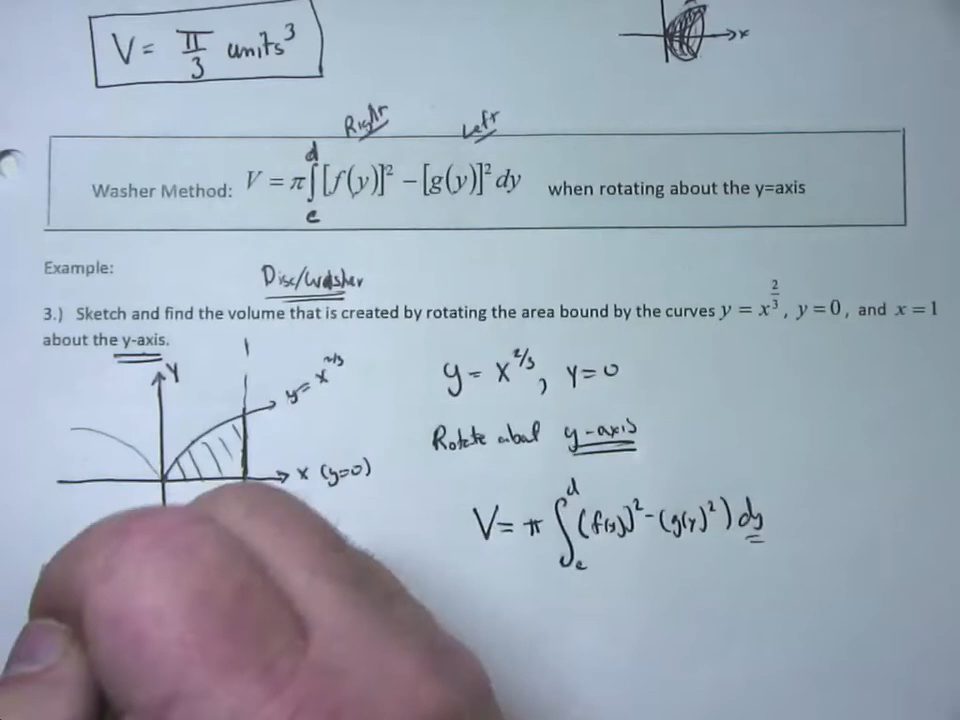 V = π/3 units³
x
Right Left
Washer Method: V = π∫[f(y)]² − [g(y)]² dy when rotating about the y=axis
d
c
Example:
Disc/Washer
3.) Sketch and find the volume that is created by rotating the area bound by the curves y = x^(2/3), y = 0, and x = 1
about the y-axis.
Y
1
y = x^(2/3)
x (y=0)
y = x^(2/3), y=0
Rotate about y-axis
V = π∫ (f(y))² - (g(y)²) dy
d
c